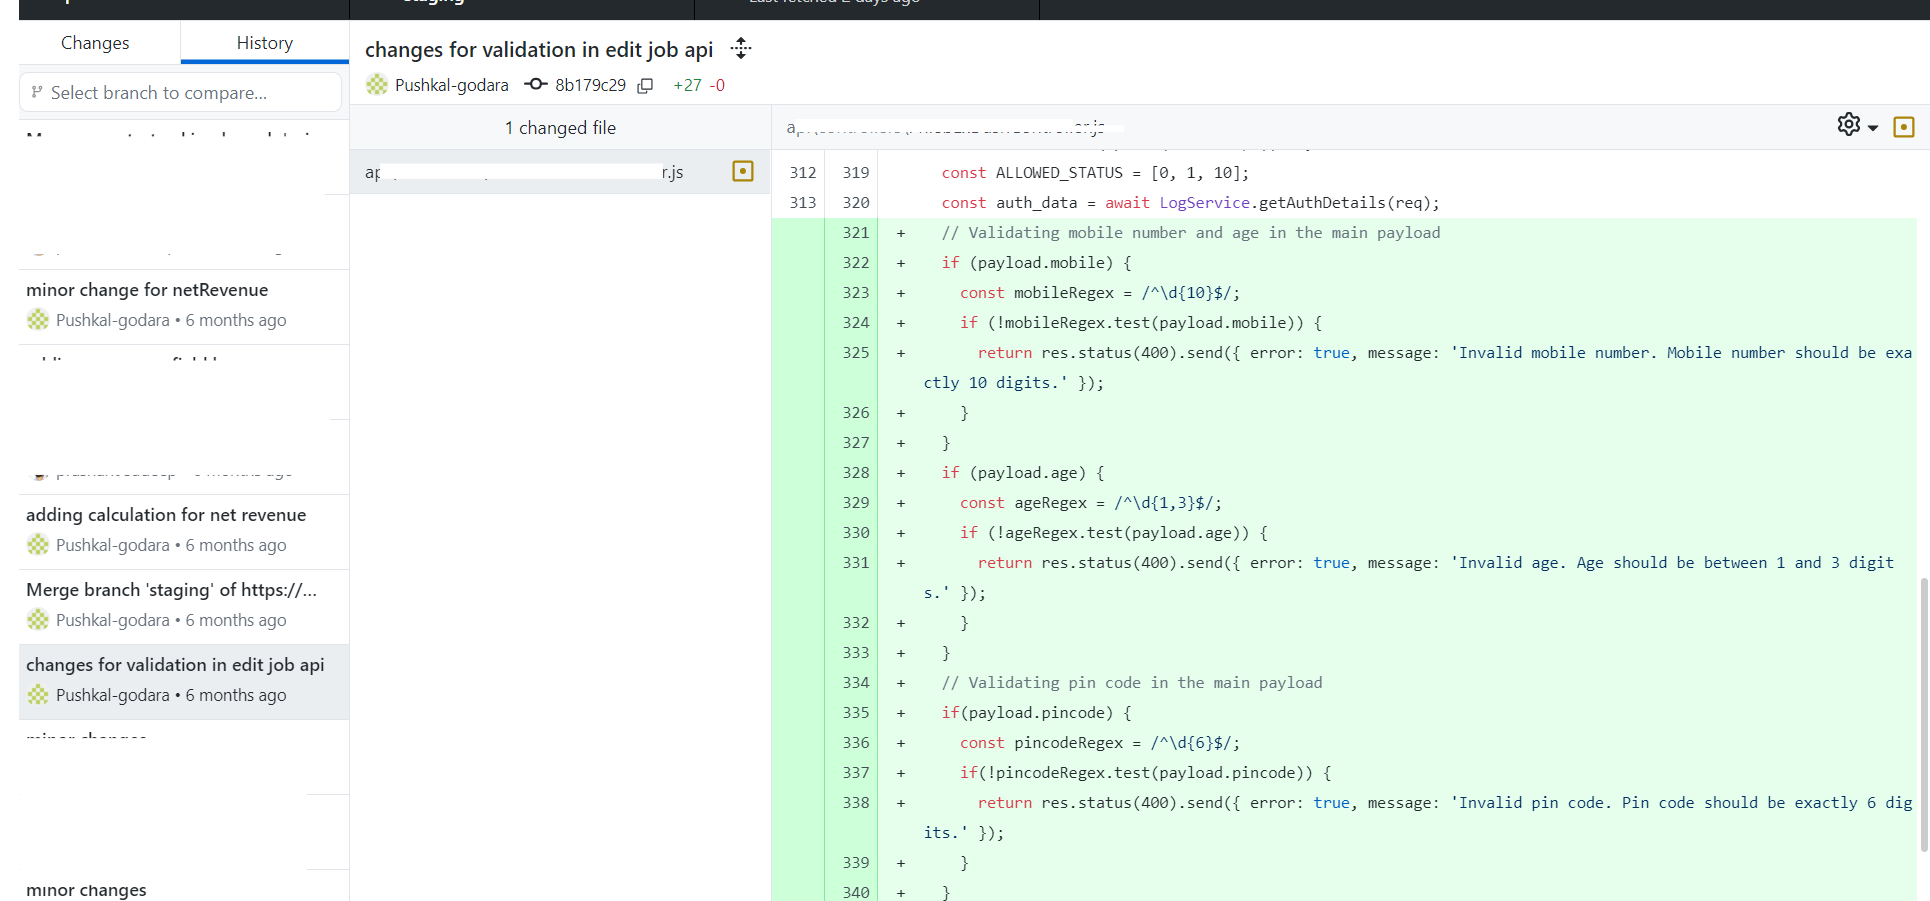 Changes
History
Select branch to compare...
minor change for netRevenue
Pushkal-godara • 6 months ago
adding calculation for net revenue
Pushkal-godara • 6 months ago
Merge branch 'staging' of https://...
Pushkal-godara • 6 months ago
changes for validation in edit job api
Pushkal-godara • 6 months ago
minor changes
minor changes
changes for validation in edit job api
Pushkal-godara 8b179c29 +27 -0
1 changed file
ap
r.js
312 319 const ALLOWED_STATUS = [0, 1, 10];
313 320 const auth_data = await LogService.getAuthDetails(req);
321 + // Validating mobile number and age in the main payload
322 + if (payload.mobile) {
323 + const mobileRegex = /^\d{10}$/;
324 + if (!mobileRegex.test(payload.mobile)) {
325 + return res.status(400).send({ error: true, message: 'Invalid mobile number. Mobile number should be exa
ctly 10 digits.' });
326 + }
327 + }
328 + if (payload.age) {
329 + const ageRegex = /^\d{1,3}$/;
330 + if (!ageRegex.test(payload.age)) {
331 + return res.status(400).send({ error: true, message: 'Invalid age. Age should be between 1 and 3 digit
s.' });
332 + }
333 + }
334 + // Validating pin code in the main payload
335 + if(payload.pincode) {
336 + const pincodeRegex = /^\d{6}$/;
337 + if(!pincodeRegex.test(payload.pincode)) {
338 + return res.status(400).send({ error: true, message: 'Invalid pin code. Pin code should be exactly 6 dig
its.' });
339 + }
340 + }